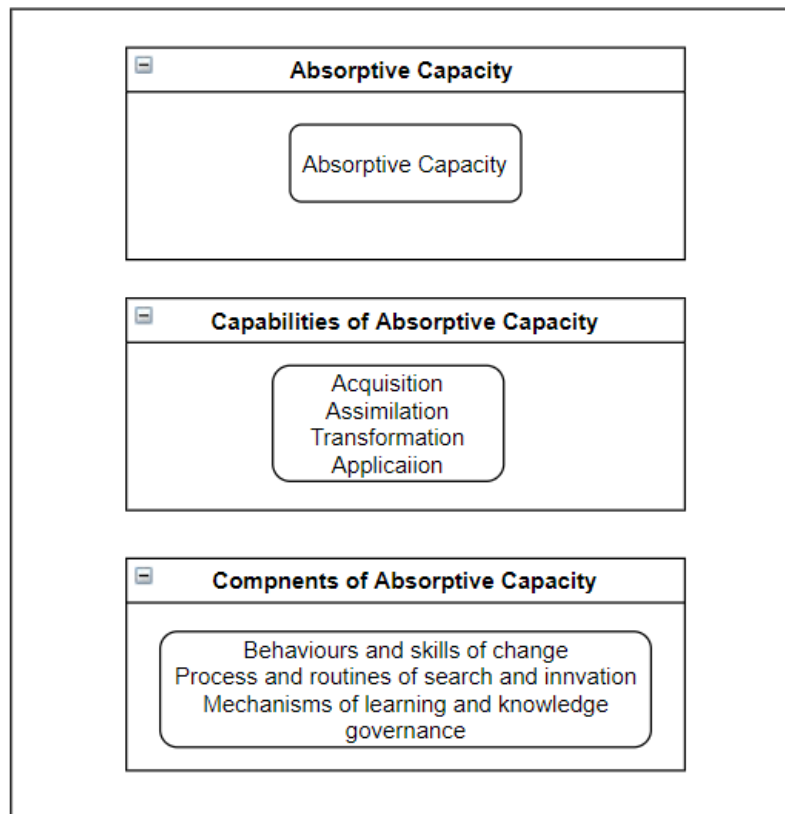 Absorptive Capacity
Absorptive Capacity
Capabilities of Absorptive Capacity
Acquisition
Assimilation
Transformation
Applicaiion
Compnents of Absorptive Capacity
Behaviours and skills of change
Process and routines of search and innvation
Mechanisms of learning and knowledge
governance